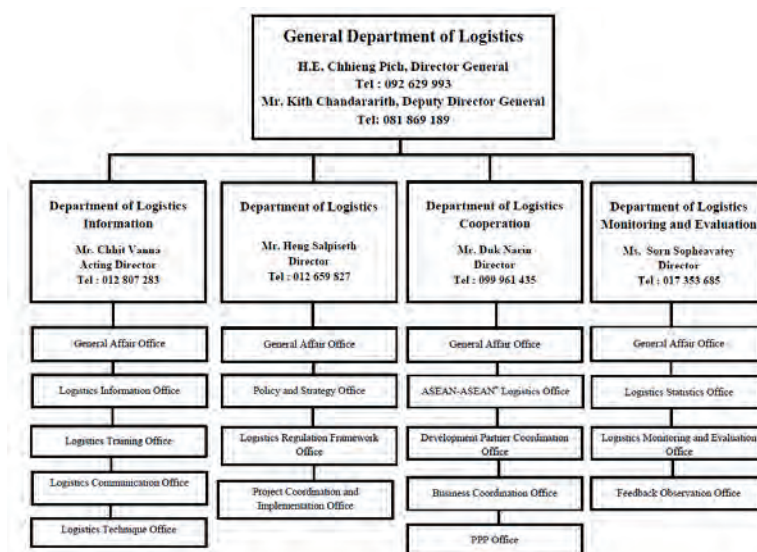 General Department of Logistics
H.E. Chhieng Pich, Director General
Tel : 092 629 993
Mr. Kith Chandararith, Deputy Director General
Tel: 081 869 189
Department of Logistics
Information
Mr. Chhit Vanna
Acting Director
Tel : 012 807 283
General Affair Office
Logistics Information Office
Logistics Training Office
Logistics Communication Office
Logistics Technique Office
Department of Logistics
Mr. Heng Salpiseth
Director
Tel : 012 659 827
General Affair Office
Policy and Strategy Office
Logistics Regulation Framework
Office
Project Coordination and
Implementation Office
Department of Logistics
Cooperation
Mr. Duk Narin
Director
Tel : 099 961 435
General Affair Office
ASEAN-ASEAN⁺ Logistics Office
Development Partner Coordination
Office
Business Coordination Office
PPP Office
Department of Logistics
Monitoring and Evaluation
Ms. Sorn Sopheavatey
Director
Tel : 017 353 685
General Affair Office
Logistics Statistics Office
Logistics Monitoring and Evaluation
Office
Feedback Observation Office